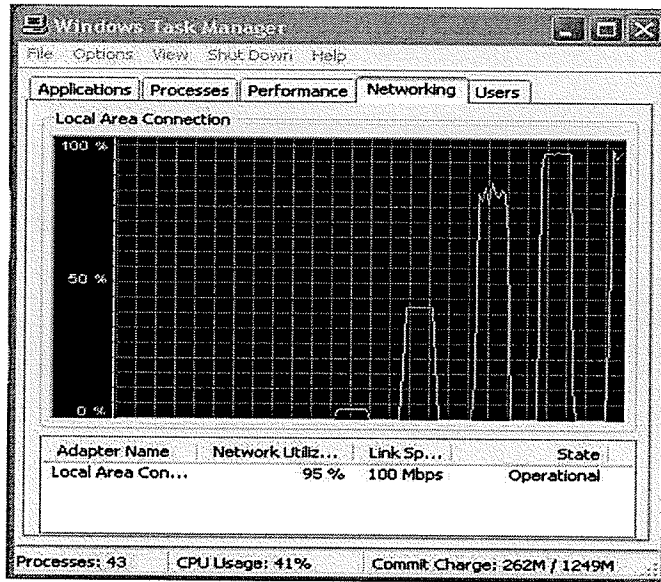 Windows Task Manager
File Options View Shut Down Help
Applications Processes Performance Networking Users
Local Area Connection
100 %
50 %
0 %
Adapter Name Network Utiliz... Link Sp... State
Local Area Con... 95 % 100 Mbps Operational
Processes: 43 CPU Usage: 41% Commit Charge: 262M / 1249M